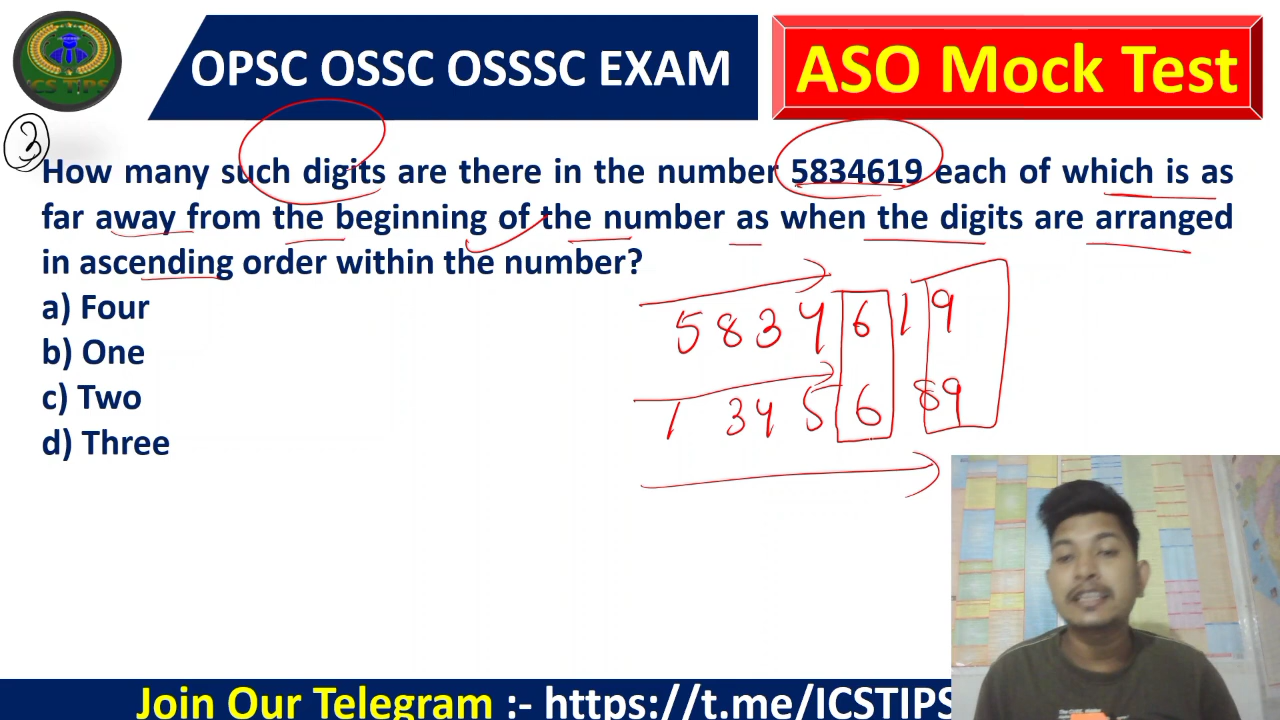 ICS TIPS
OPSC OSSC OSSSC EXAM
ASO Mock Test
3
How many such digits are there in the number 5834619 each of which is as
far away from the beginning of the number as when the digits are arranged
in ascending order within the number?
a) Four
b) One
c) Two
d) Three
5 8 3 4 6 1 9
1 3 4 5 6 8 9
Join Our Telegram :- https://t.me/ICSTIPS